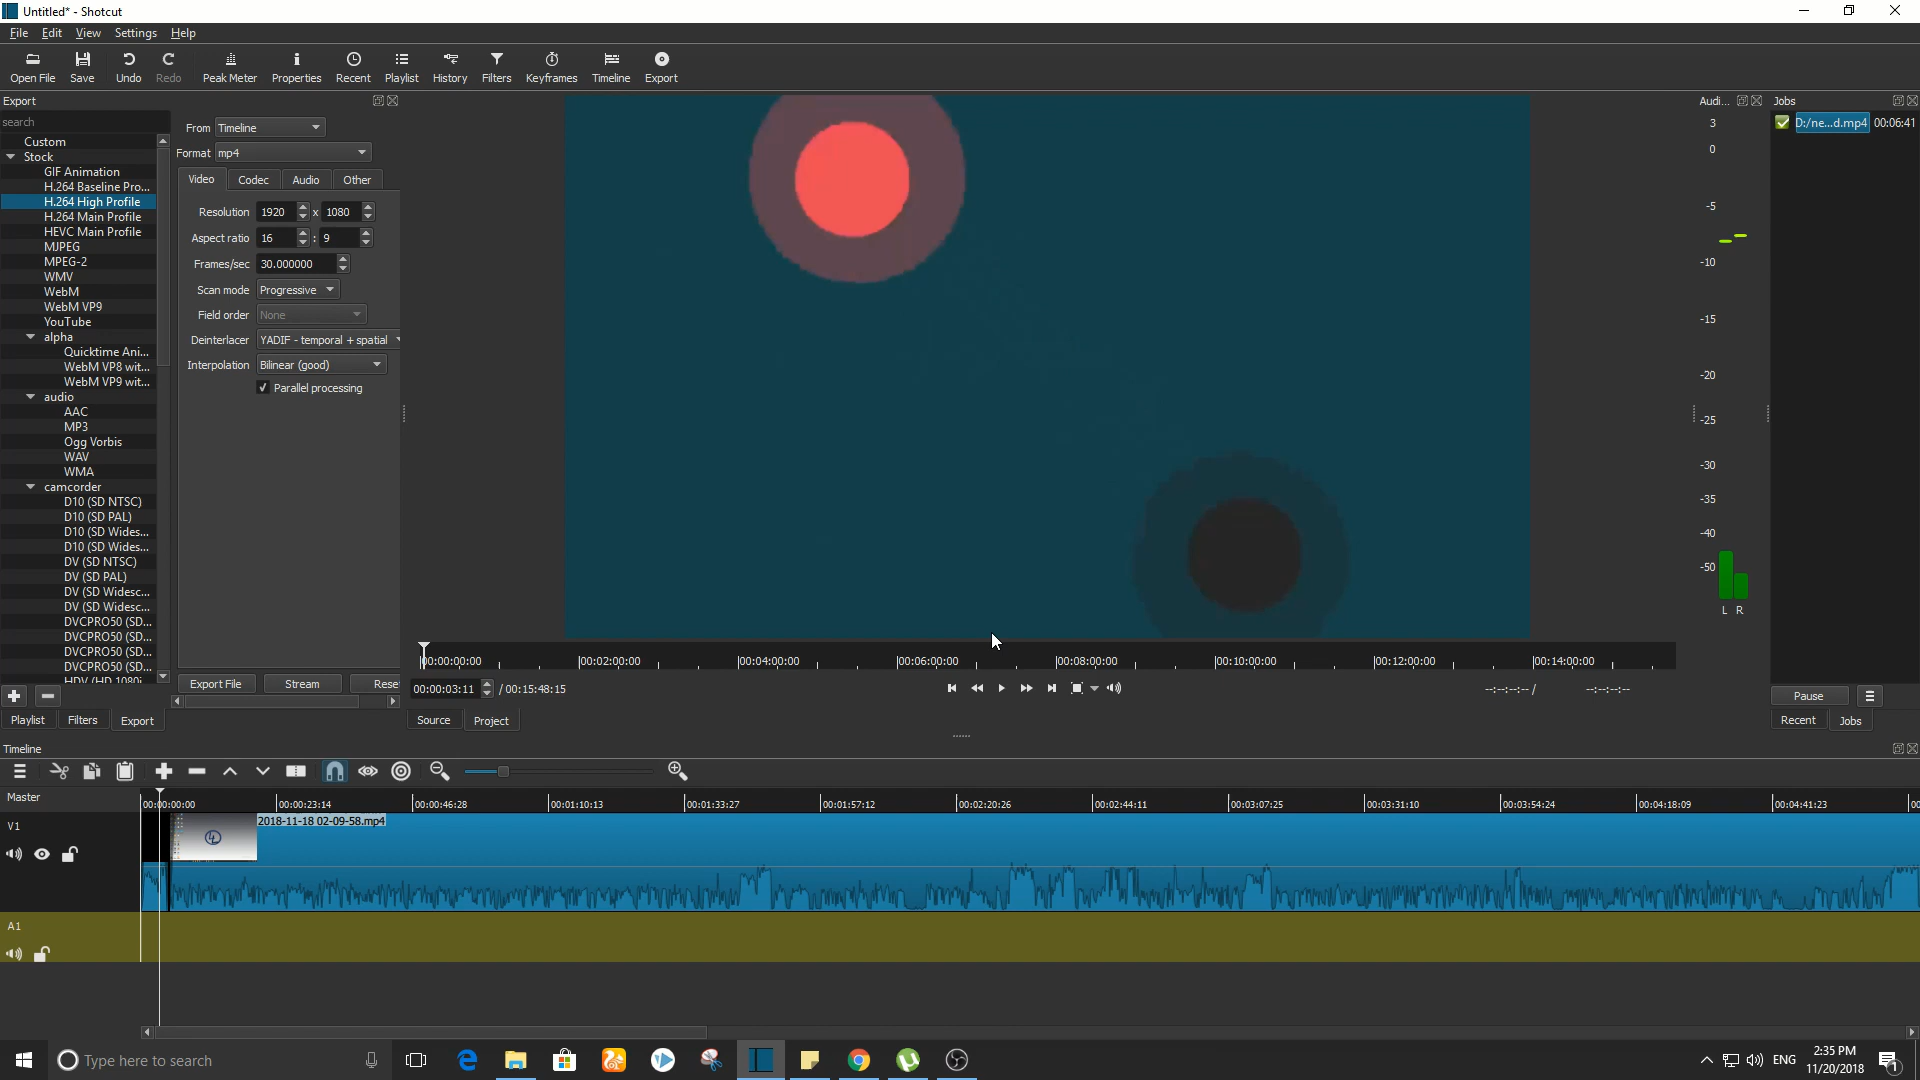 Untitled* - Shotcut
File Edit View Settings Help
Open File Save Undo Redo Peak Meter Properties Recent Playlist History Filters Keyframes Timeline Export
Export
search
Custom
Stock
GIF Animation
H.264 Baseline Pro...
H.264 High Profile
H.264 Main Profile
HEVC Main Profile
MJPEG
MPEG-2
WMV
WebM
WebM VP9
YouTube
alpha
Quicktime Ani...
WebM VP8 wit...
WebM VP9 wit...
audio
AAC
MP3
Ogg Vorbis
WAV
WMA
camcorder
D10 (SD NTSC)
D10 (SD PAL)
D10 (SD Wides...
D10 (SD Wides...
DV (SD NTSC)
DV (SD PAL)
DV (SD Widesc...
DV (SD Widesc...
DVCPRO50 (SD...
DVCPRO50 (SD...
DVCPRO50 (SD...
DVCPRO50 (SD...
HDV (HD 1080i
From Timeline
Format mp4
Video Codec Audio Other
Resolution 1920 x 1080
Aspect ratio 16 : 9
Frames/sec 30.000000
Scan mode Progressive
Field order None
Deinterlacer YADIF - temporal + spatial
Interpolation Bilinear (good)
Parallel processing
Export File Stream Rese
Playlist Filters Export
00:00:00:00 00:02:00:00 00:04:00:00 00:06:00:00 00:08:00:00 00:10:00:00 00:12:00:00 00:14:00:00
00:00:03:11 / 00:15:48:15
--:--:--:-- / --:--:--:--
Source Project
Audi...
3
0
-5
-10
-15
-20
-25
-30
-35
-40
-50
L R
Jobs
D:/ne...d.mp4 00:06:41
Pause
Recent Jobs
Timeline
Master
00:00:00:00 00:00:23:14 00:00:46:28 00:01:10:13 00:01:33:27 00:01:57:12 00:02:20:26 00:02:44:11 00:03:07:25 00:03:31:10 00:03:54:24 00:04:18:09 00:04:41:23 00
V1
2018-11-18 02-09-58.mp4
A1
Type here to search
ENG
2:35 PM
11/20/2018
1